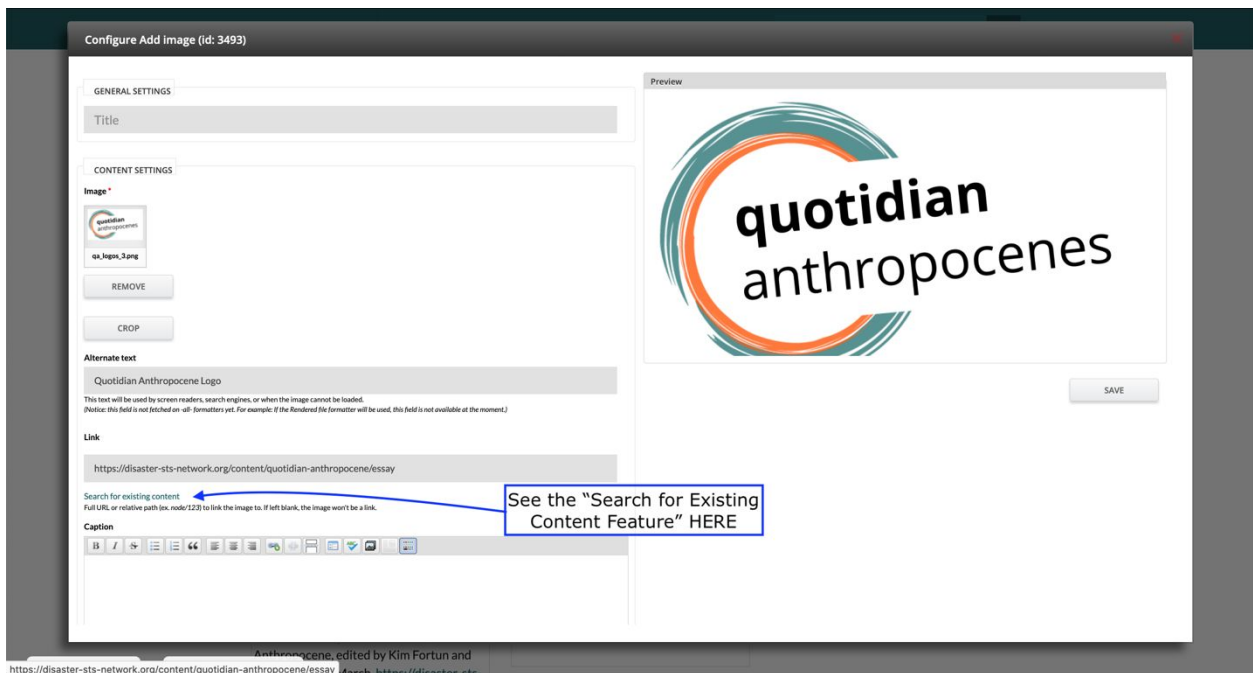 Configure Add image (id: 3493)
GENERAL SETTINGS
Title
CONTENT SETTINGS
Image *
quotidian
anthropocenes
qa_logos_3.png
REMOVE
CROP
Alternate text
Quotidian Anthropocene Logo
This text will be used by screen readers, search engines, or when the image cannot be loaded.
(Notice: this field is not fetched on -all- formatters yet. For example: If the Rendered file formatter will be used, this field is not available at the moment.)
Link
https://disaster-sts-network.org/content/quotidian-anthropocene/essay
Search for existing content
Full URL or relative path (ex. node/123) to link the image to. If left blank, the image won't be a link.
Caption
B I S
Preview
quotidian
anthropocenes
SAVE
See the “Search for Existing
Content Feature” HERE
Anthropocene, edited by Kim Fortun and
March. https://disaster-sts
https://disaster-sts-network.org/content/quotidian-anthropocene/essay